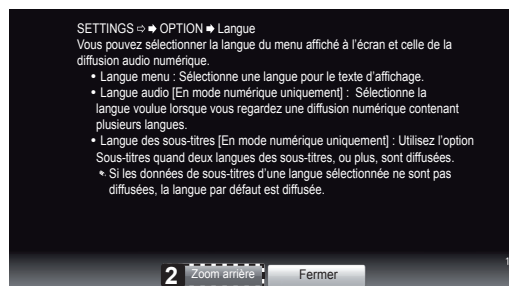 SETTINGS ⇨ ➡ OPTION ➡ Langue
Vous pouvez sélectionner la langue du menu affiché à l'écran et celle de la
diffusion audio numérique.
• Langue menu : Sélectionne une langue pour le texte d'affichage.
• Langue audio [En mode numérique uniquement] : Sélectionne la
langue voulue lorsque vous regardez une diffusion numérique contenant
plusieurs langues.
• Langue des sous-titres [En mode numérique uniquement] : Utilisez l'option
Sous-titres quand deux langues des sous-titres, ou plus, sont diffusées.
Si les données de sous-titres d'une langue sélectionnée ne sont pas
diffusées, la langue par défaut est diffusée.
1
2 Zoom arrière Fermer